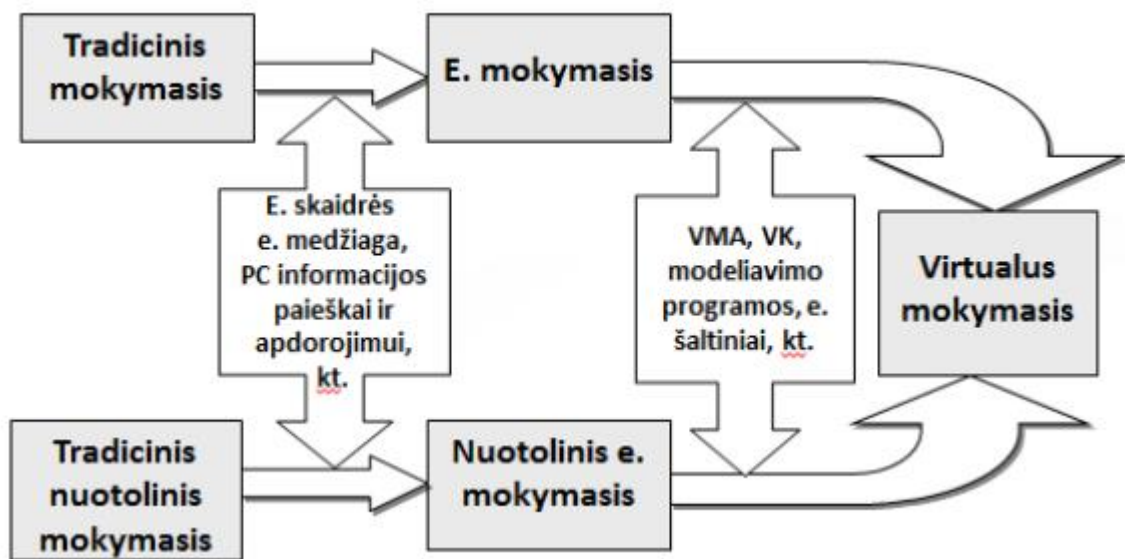 Tradicinis
mokymasis
E. mokymasis
E. skaidrės
e. medžiaga,
PC informacijos
paieškai ir
apdorojimui,
kt.
VMA, VK,
modeliavimo
programos, e.
šaltiniai, kt.
Virtualus
mokymasis
Tradicinis
nuotolinis
mokymasis
Nuotolinis e.
mokymasis